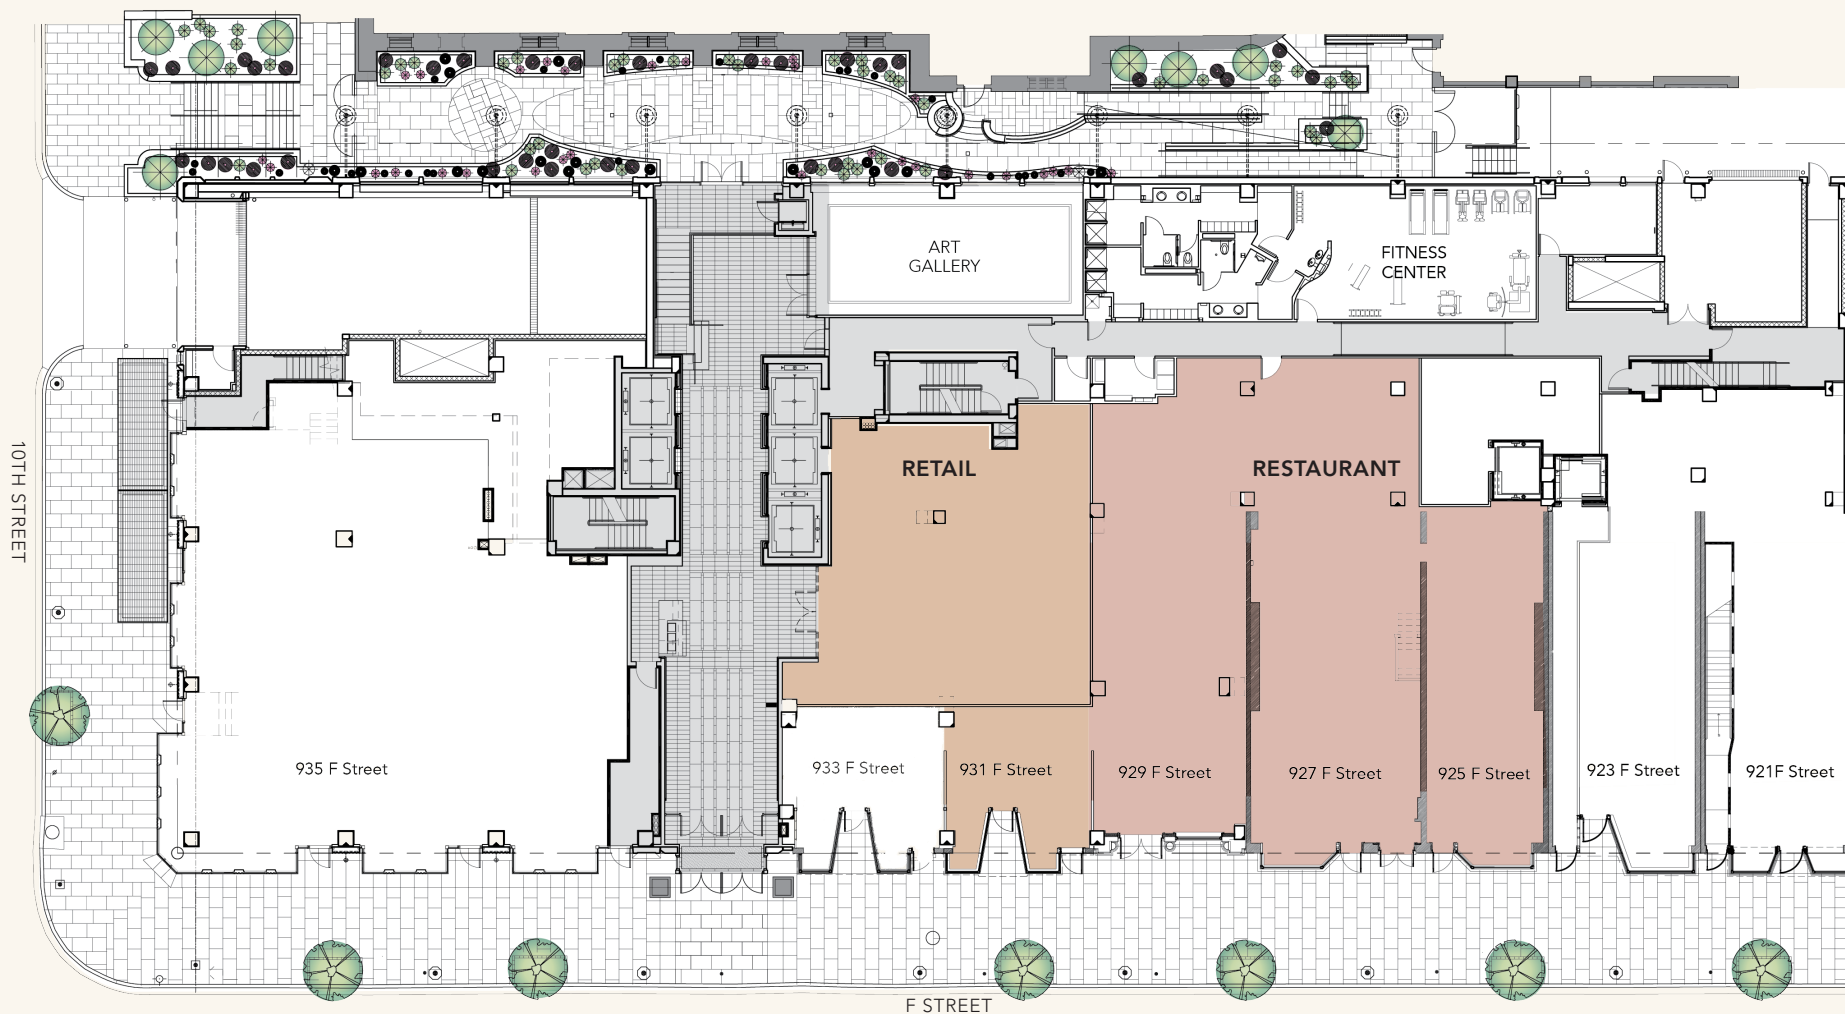 ART
GALLERY
FITNESS
CENTER
RETAIL
RESTAURANT
10TH STREET
935 F Street
933 F Street
931 F Street
929 F Street
927 F Street
925 F Street
923 F Street
921F Street
F STREET